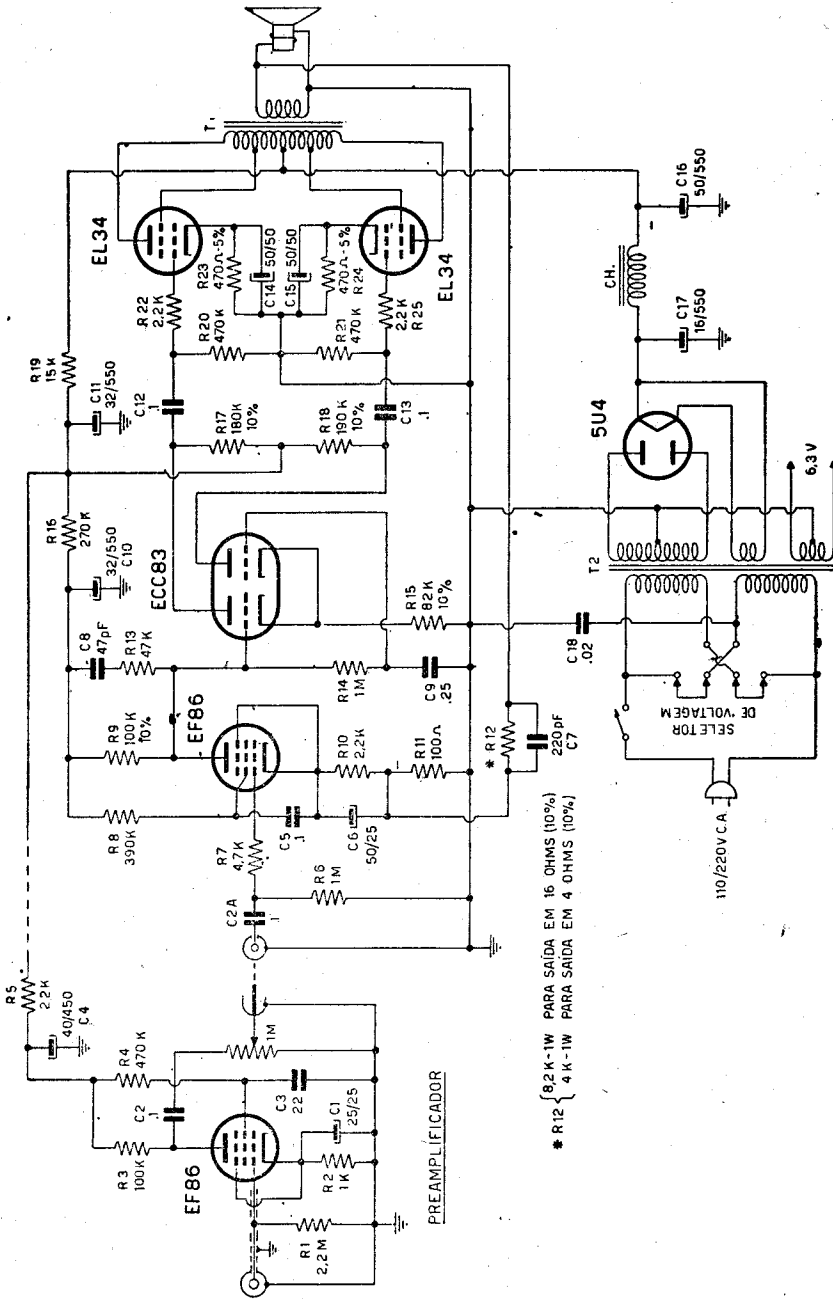 PREAMPLIFICADOR
EF86
R1
2,2M
R2
1K
C1
25/25
R3
100K
C2
.1
R4
470K
C3
22
R5
2.2K
40/450
C4
1M
C2A
.1
R6
1M
R7
4,7K
R8
390K
R9
100K
10%
EF86
C5
.1
C6
50/25
R10
2,2K
R11
100Ω
* R12
220pF
C7
C8
47pF
R13
47K
R14
1M
C9
.25
R15
82K
10%
ECC83
R16
270K
32/550
C10
C11
32/550
R17
180K
10%
R18
190K
10%
C12
.1
C13
.1
R19
15K
R20
470K
R21
470K
R22
2.2K
R23
470Ω-5%
C14
50/50
C15
50/50
470Ω-5%
R24
2.2K
R25
EL34
EL34
T1
CH.
C16
50/550
C17
16/550
5U4
6,3V
T2
C18
.02
SELETOR
DE VOLTAGEM
110/220V C.A.
* R12 { 8,2K-1W PARA SAÍDA EM 16 OHMS (10%)
4K-1W PARA SAÍDA EM 4 OHMS (10%)